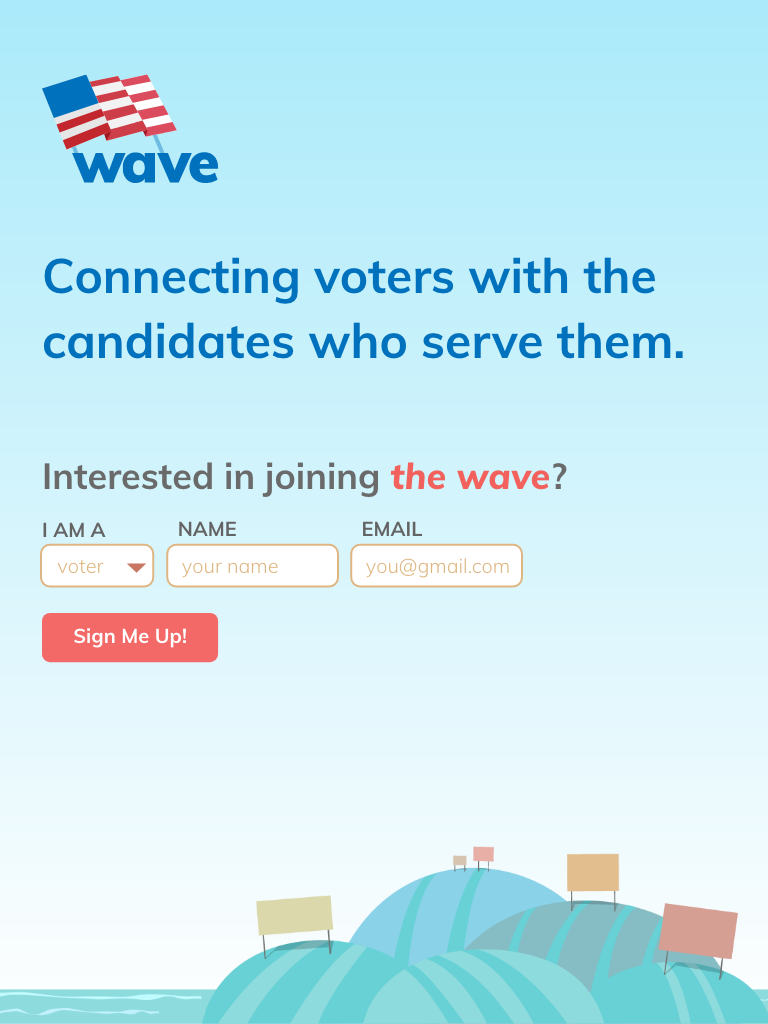 wave
Connecting voters with the
candidates who serve them.
Interested in joining the wave?
I AM A NAME EMAIL
voter your name you@gmail.com
Sign Me Up!